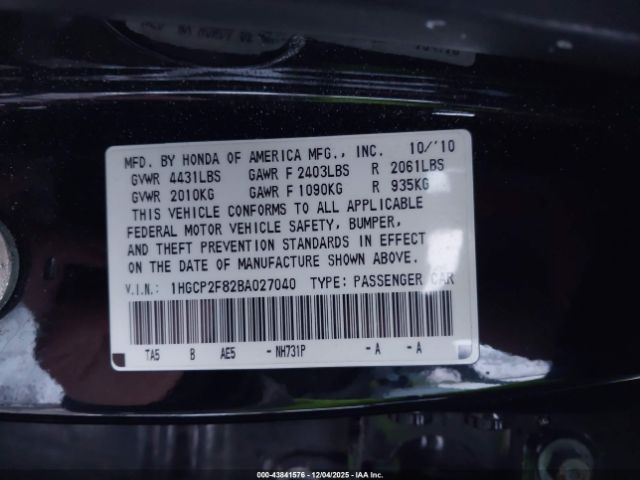 MFD. BY HONDA OF AMERICA MFG., INC. 10/'10
GVWR 4431LBS GAWR F 2403LBS R 2061LBS
GVWR 2010KG GAWR F 1090KG R 935KG
THIS VEHICLE CONFORMS TO ALL APPLICABLE
FEDERAL MOTOR VEHICLE SAFETY, BUMPER,
AND THEFT PREVENTION STANDARDS IN EFFECT
ON THE DATE OF MANUFACTURE SHOWN ABOVE.
V.I.N.: 1HGCP2F82BA027040 TYPE: PASSENGER CAR
TA5 B AE5 - NH731P - A - A
000-43841576 - 12/04/2025 - IAAI.com, Inc.